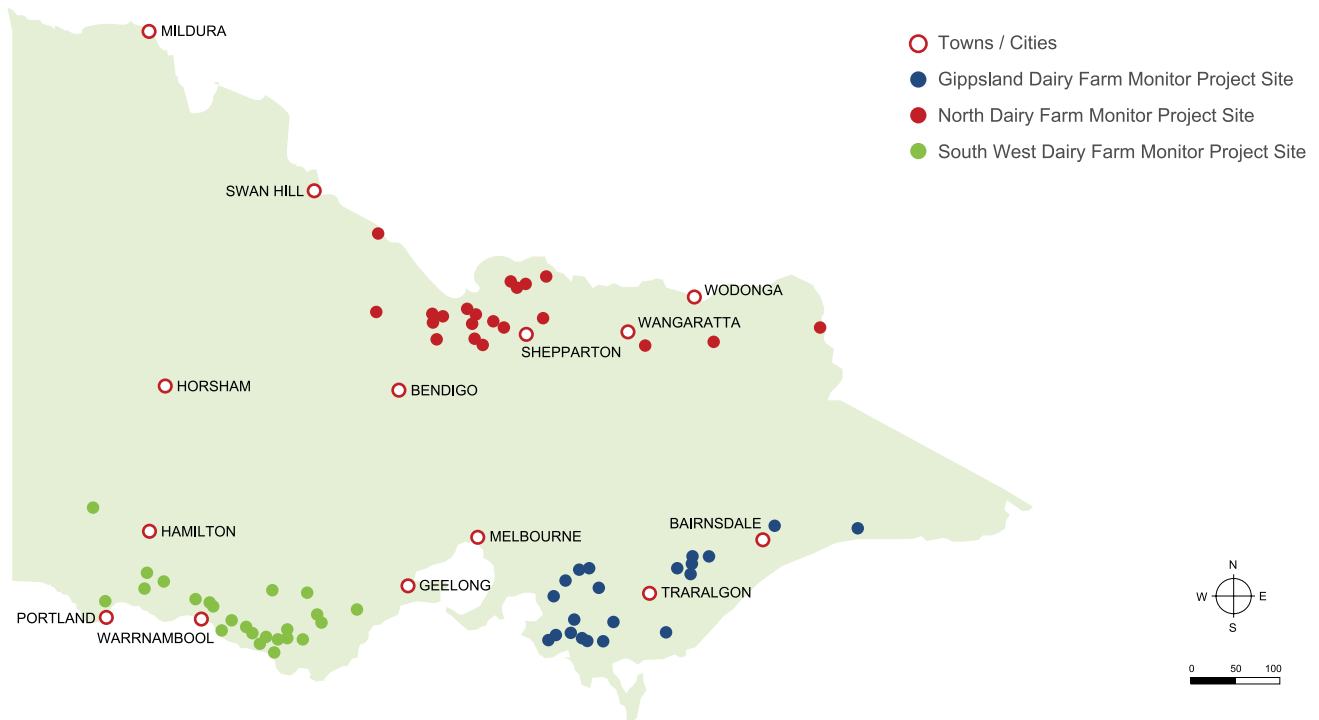 MILDURA
Towns / Cities
Gippsland Dairy Farm Monitor Project Site
North Dairy Farm Monitor Project Site
South West Dairy Farm Monitor Project Site
SWAN HILL
WODONGA
WANGARATTA
SHEPPARTON
HORSHAM
BENDIGO
HAMILTON
MELBOURNE
BAIRNSDALE
GEELONG
TRARALGON
PORTLAND
WARRNAMBOOL
N
W E
S
0 50 100